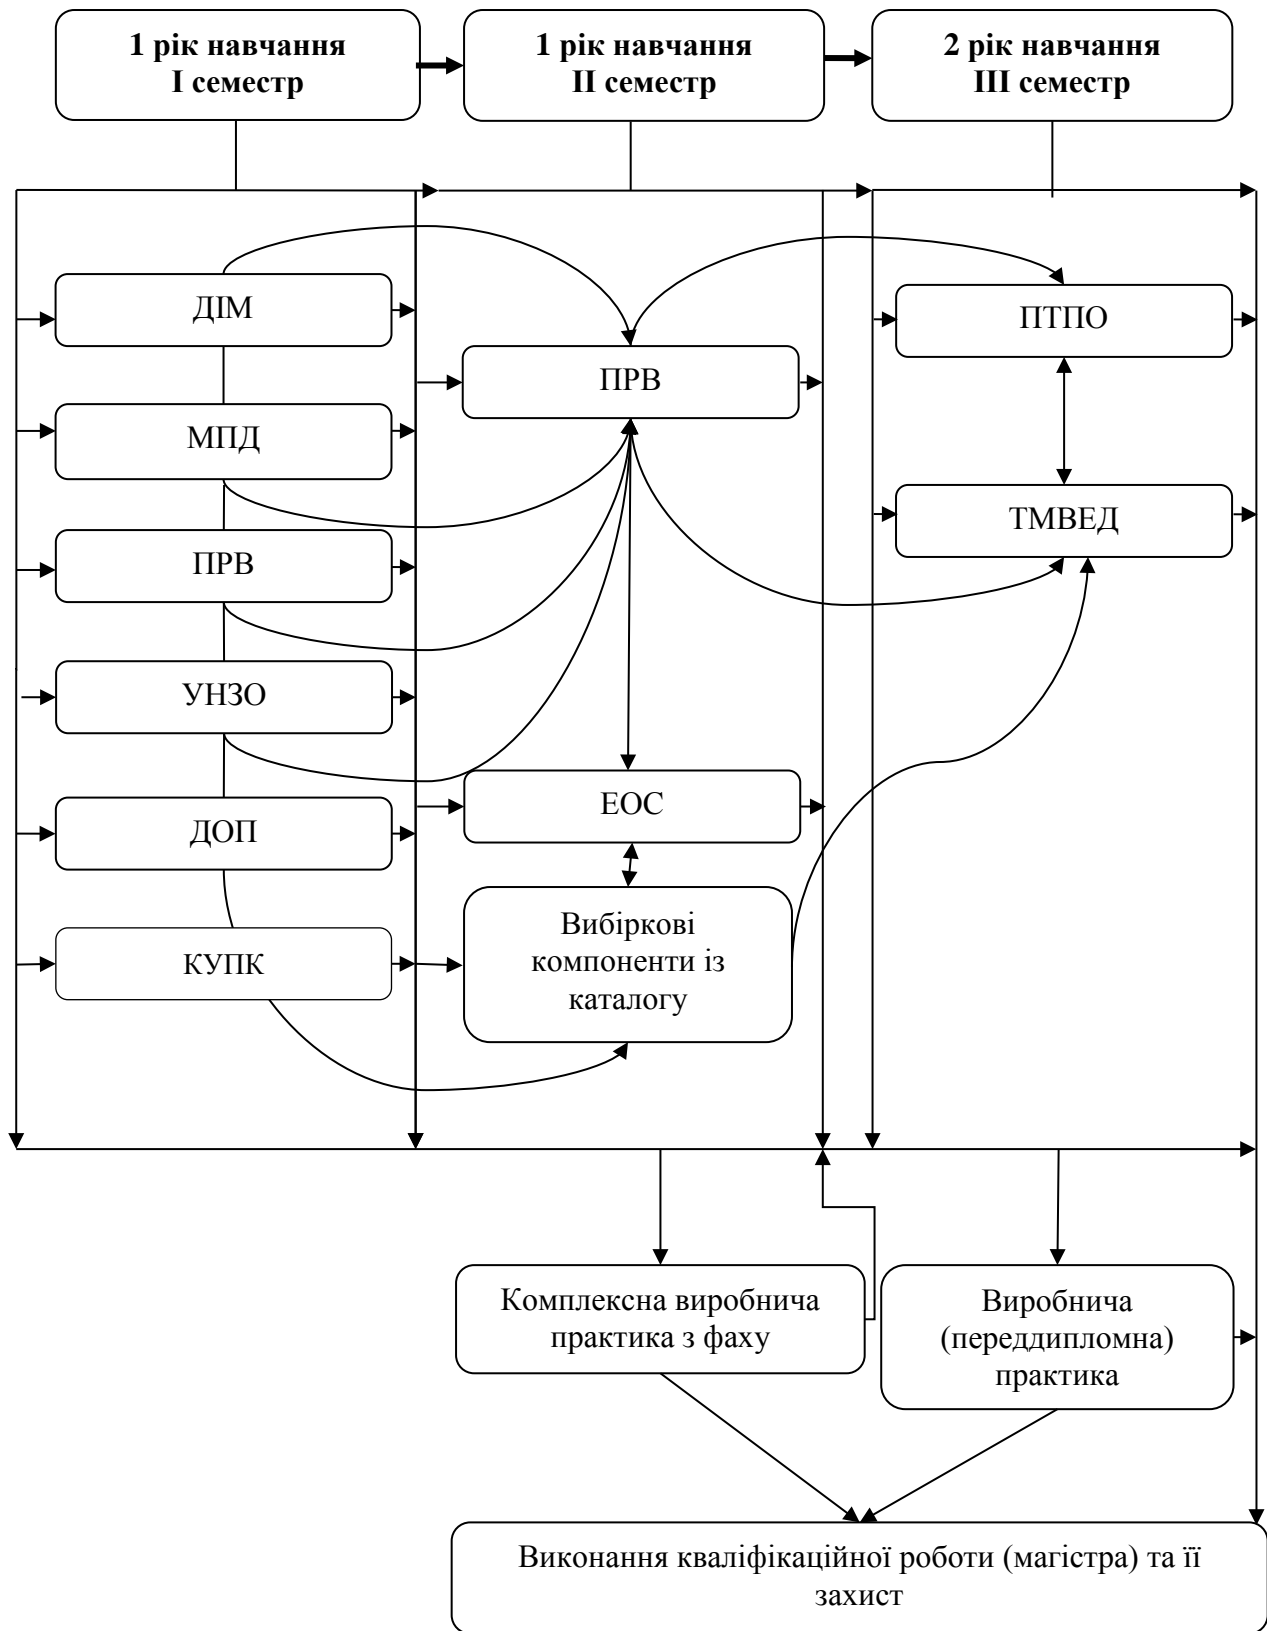 1 рік навчання
І семестр
1 рік навчання
ІІ семестр
2 рік навчання
ІІІ семестр
ДІМ
МПД
ПРВ
УНЗО
ДОП
КУПК
ПРВ
ЕОС
Вибіркові
компоненти із
каталогу
ПТПО
ТМВЕД
Комплексна виробнича
практика з фаху
Виробнича
(переддипломна)
практика
Виконання кваліфікаційної роботи (магістра) та її
захист